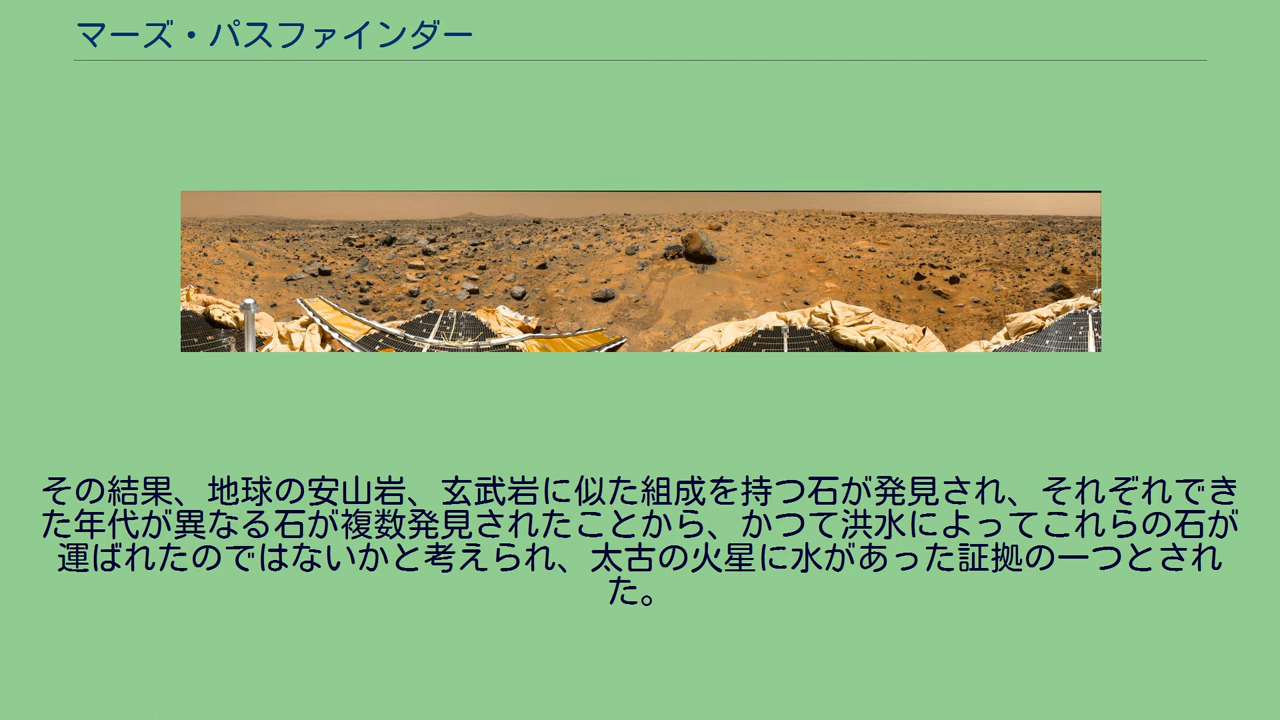 マーズ・パスファインダー
その結果、地球の安山岩、玄武岩に似た組成を持つ石が発見され、それぞれでき
た年代が異なる石が複数発見されたことから、かつて洪水によってこれらの石が
運ばれたのではないかと考えられ、太古の火星に水があった証拠の一つとされ
た。